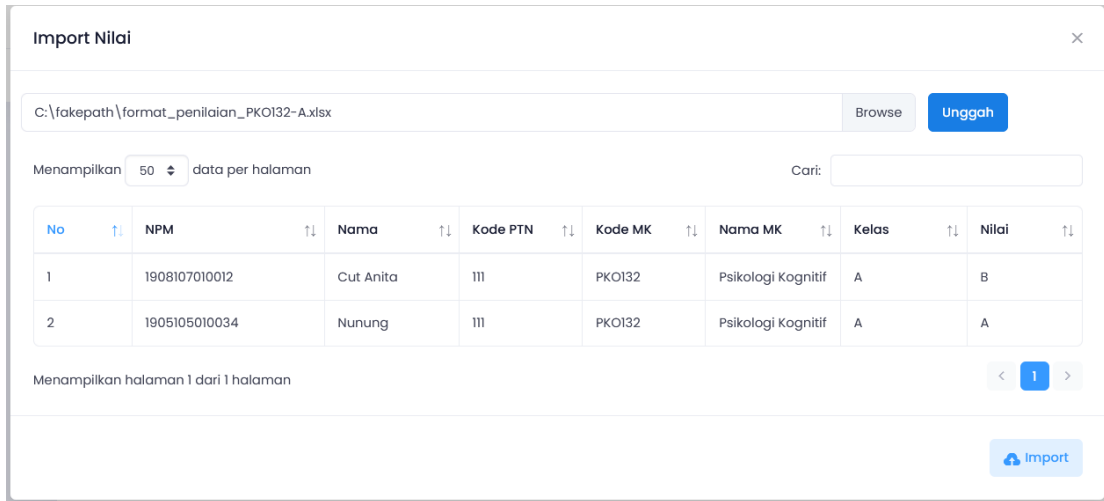 Import Nilai
C:\fakepath\format_penilaian_PKO132-A.xlsx Browse Unggah
Menampilkan 50 data per halaman Cari:
No NPM Nama Kode PTN Kode MK Nama MK Kelas Nilai
1 1908107010012 Cut Anita 111 PKO132 Psikologi Kognitif A B
2 1905105010034 Nunung 111 PKO132 Psikologi Kognitif A A
Menampilkan halaman 1 dari 1 halaman < 1 >
Import